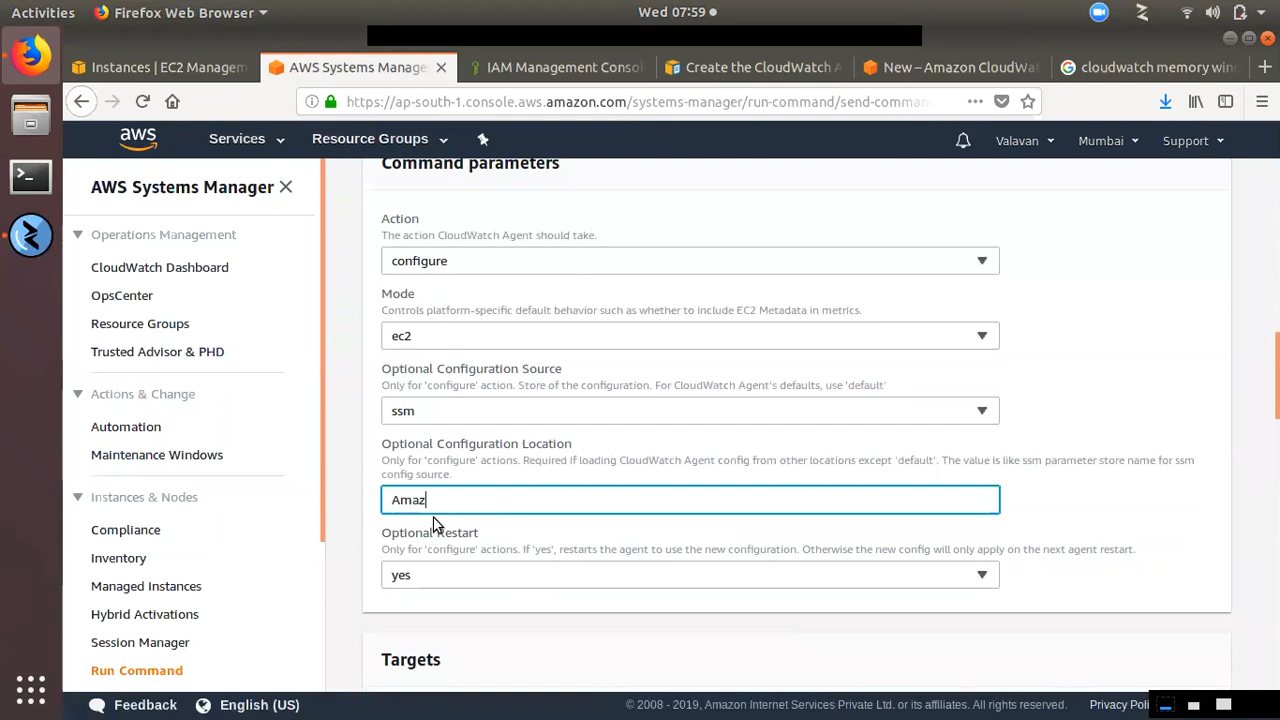 Activities Firefox Web Browser Wed 07:59
Instances | EC2 Managem AWS Systems Manage IAM Management Conso Create the CloudWatch A New – Amazon CloudWa cloudwatch memory win
https://ap-south-1.console.aws.amazon.com/systems-manager/run-command/send-comman
aws Services Resource Groups Valavan Mumbai Support
AWS Systems Manager
Operations Management
CloudWatch Dashboard
OpsCenter
Resource Groups
Trusted Advisor & PHD
Actions & Change
Automation
Maintenance Windows
Instances & Nodes
Compliance
Inventory
Managed Instances
Hybrid Activations
Session Manager
Run Command
Command parameters
Action
The action CloudWatch Agent should take.
configure
Mode
Controls platform-specific default behavior such as whether to include EC2 Metadata in metrics.
ec2
Optional Configuration Source
Only for 'configure' action. Store of the configuration. For CloudWatch Agent's defaults, use 'default'
ssm
Optional Configuration Location
Only for 'configure' actions. Required if loading CloudWatch Agent config from other locations except 'default'. The value is like ssm parameter store name for ssm
config source.
Amaz
Optional Restart
Only for 'configure' actions. If 'yes', restarts the agent to use the new configuration. Otherwise the new config will only apply on the next agent restart.
yes
Targets
Feedback English (US) © 2008 - 2019, Amazon Internet Services Private Ltd. or its affiliates. All rights reserved. Privacy Poli